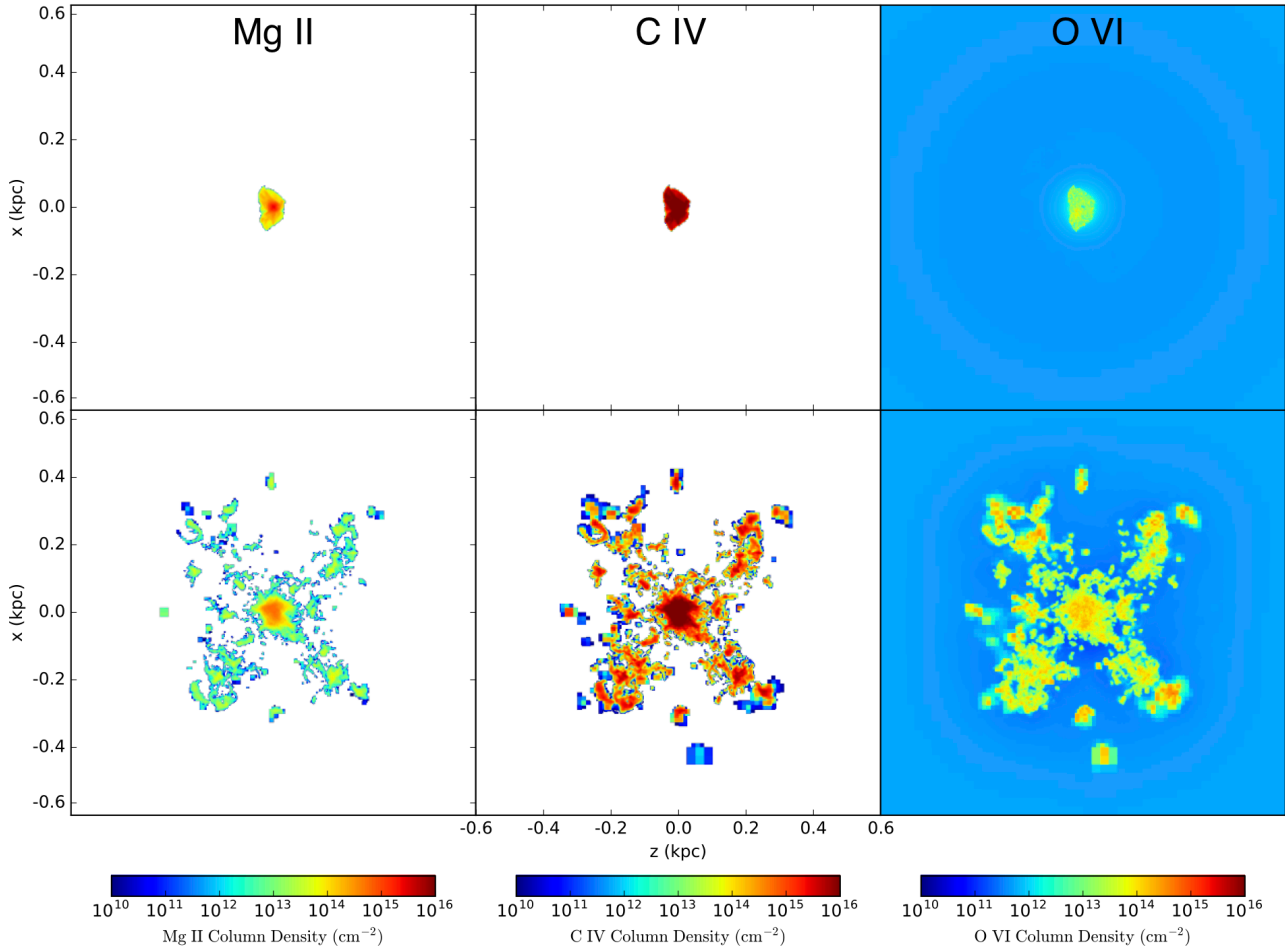 Mg II
C IV
O VI
0.6
0.4
0.2
0.0
-0.2
-0.4
-0.6
x (kpc)
0.6
0.4
0.2
0.0
-0.2
-0.4
-0.6
x (kpc)
-0.6 -0.4 -0.2 0.0 0.2 0.4 0.6
z (kpc)
10^10 10^11 10^12 10^13 10^14 10^15 10^16
Mg II Column Density (cm^−2)
10^10 10^11 10^12 10^13 10^14 10^15 10^16
C IV Column Density (cm^−2)
10^10 10^11 10^12 10^13 10^14 10^15 10^16
O VI Column Density (cm^−2)